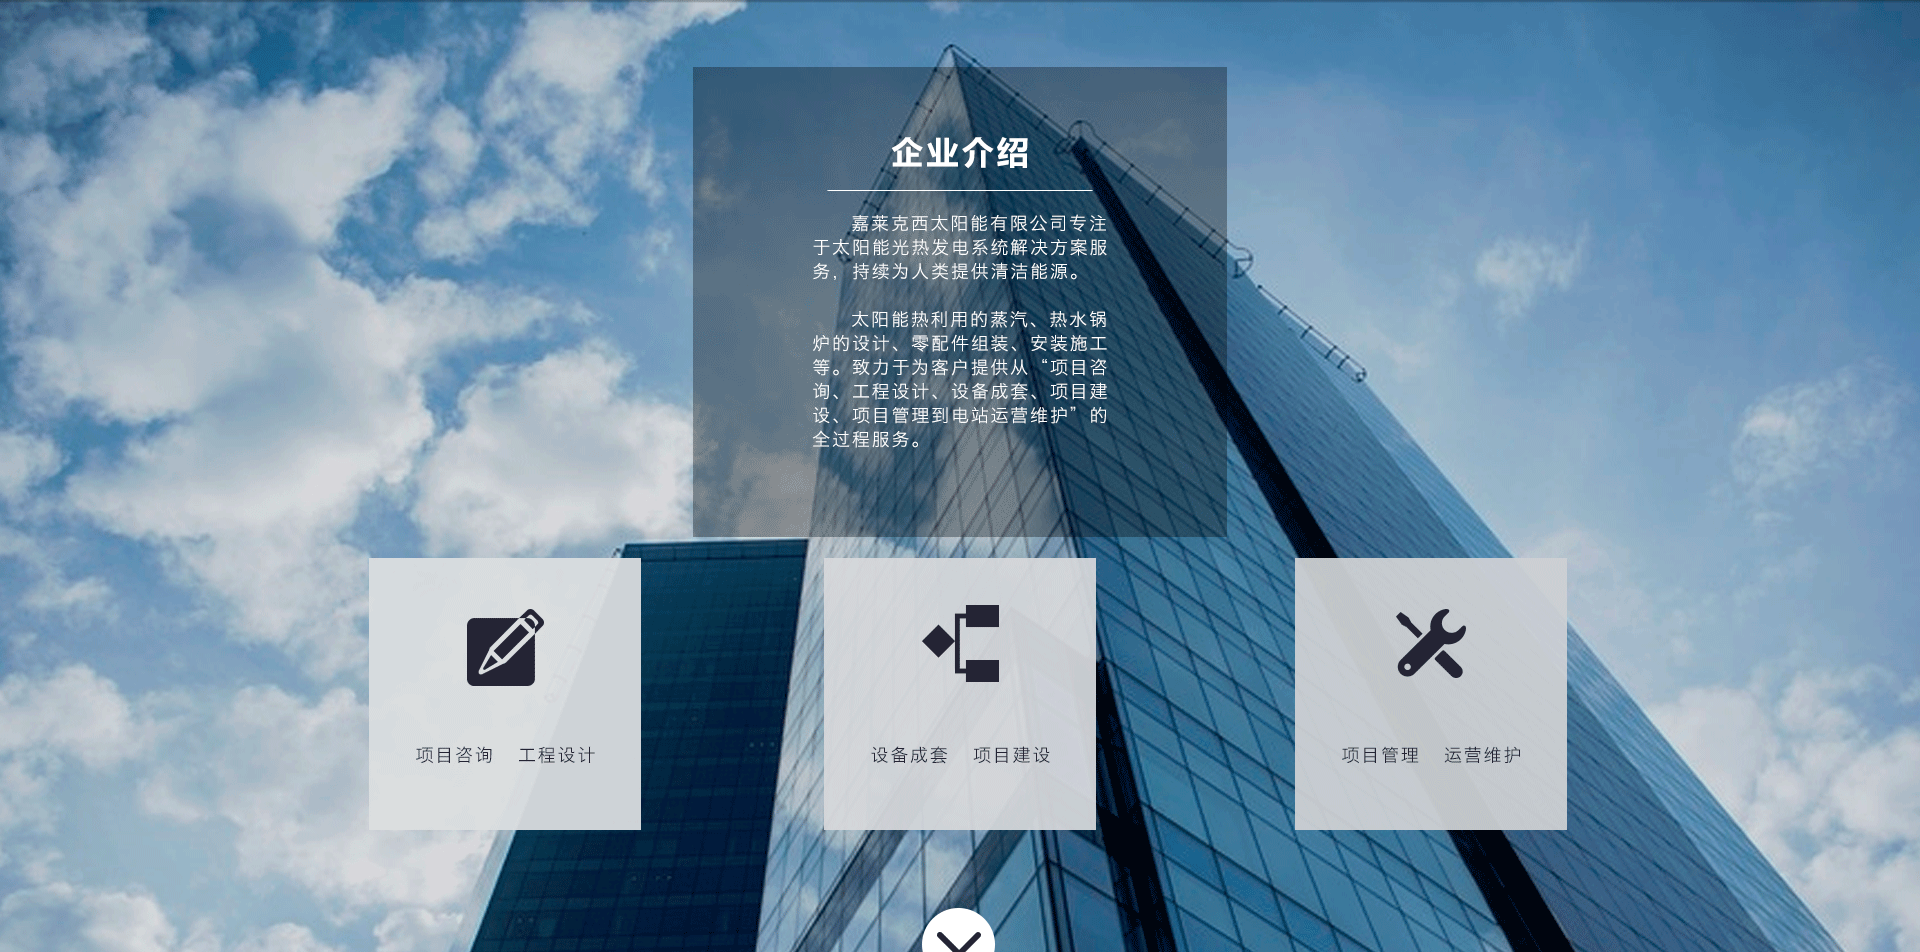 企业介绍
嘉莱克西太阳能有限公司专注
于太阳能光热发电系统解决方案服
务，持续为人类提供清洁能源。
太阳能热利用的蒸汽、热水锅
炉的设计、零配件组装、安装施工
等。致力于为客户提供从“项目咨
询、工程设计、设备成套、项目建
设、项目管理到电站运营维护”的
全过程服务。
项目咨询 工程设计
设备成套 项目建设
项目管理 运营维护